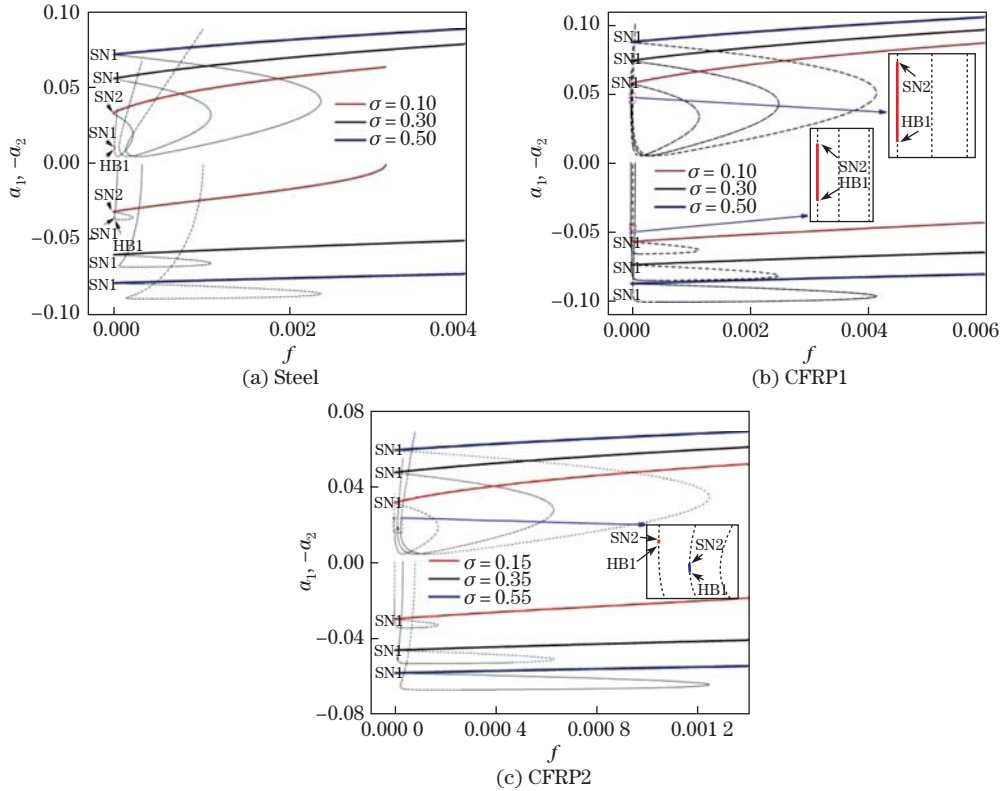 0.10
0.05
0.00
−0.05
−0.10
a₁, −a₂
SN1
SN1
SN2
SN1
HB1
SN2
SN1
HB1
SN1
SN1
σ = 0.10
σ = 0.30
σ = 0.50
0.000
0.002
0.004
f
(a) Steel
0.10
0.05
0.00
−0.05
−0.10
a₁, −a₂
SN1
SN1
SN1
SN2
HB1
SN2
HB1
σ = 0.10
σ = 0.30
σ = 0.50
SN1
SN1
SN1
0.000
0.002
0.004
0.006
f
(b) CFRP1
0.08
0.04
0.00
−0.04
−0.08
a₁, −a₂
SN1
SN1
SN1
SN2
HB1
SN2
HB1
σ = 0.15
σ = 0.35
σ = 0.55
SN1
SN1
SN1
0.000 0
0.000 4
0.000 8
0.001 2
f
(c) CFRP2